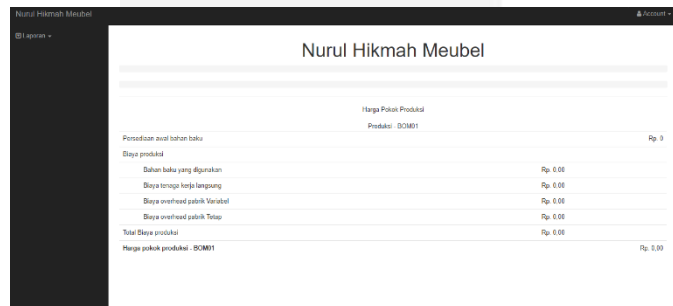 Nurul Hikmah Meubel
Account
Laporan
Nurul Hikmah Meubel
Harga Pokok Produksi
Produksi - BOM01
Persediaan awal bahan baku Rp. 0
Biaya produksi
Bahan baku yang digunakan Rp. 0,00
Biaya tenaga kerja langsung Rp. 0,00
Biaya overhead pabrik Variabel Rp. 0,00
Biaya overhead pabrik Tetap Rp. 0,00
Total Biaya produksi Rp. 0,00
Harga pokok produksi - BOM01 Rp. 0,00